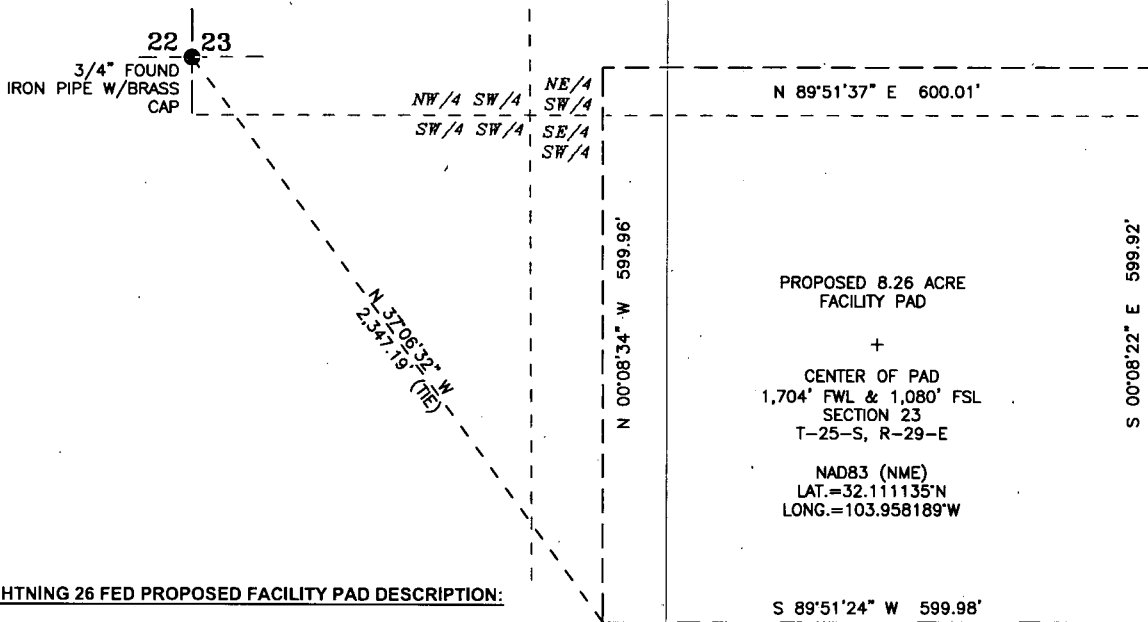 22 23
3/4" FOUND
IRON PIPE W/BRASS
CAP
NW/4 SW/4
SW/4 SW/4
NE/4
SW/4
SE/4
SW/4
N 89°51'37" E 600.01'
N 37°06'32" W
2,347.19' (TIE)
N 00°08'34" W 599.96'
PROPOSED 8.26 ACRE
FACILITY PAD
+
CENTER OF PAD
1,704' FWL & 1,080' FSL
SECTION 23
T-25-S, R-29-E
NAD83 (NME)
LAT.=32.111135°N
LONG.=103.958189°W
S 00°08'22" E 599.92'
S 89°51'24" W 599.98'
HTNING 26 FED PROPOSED FACILITY PAD DESCRIPTION: